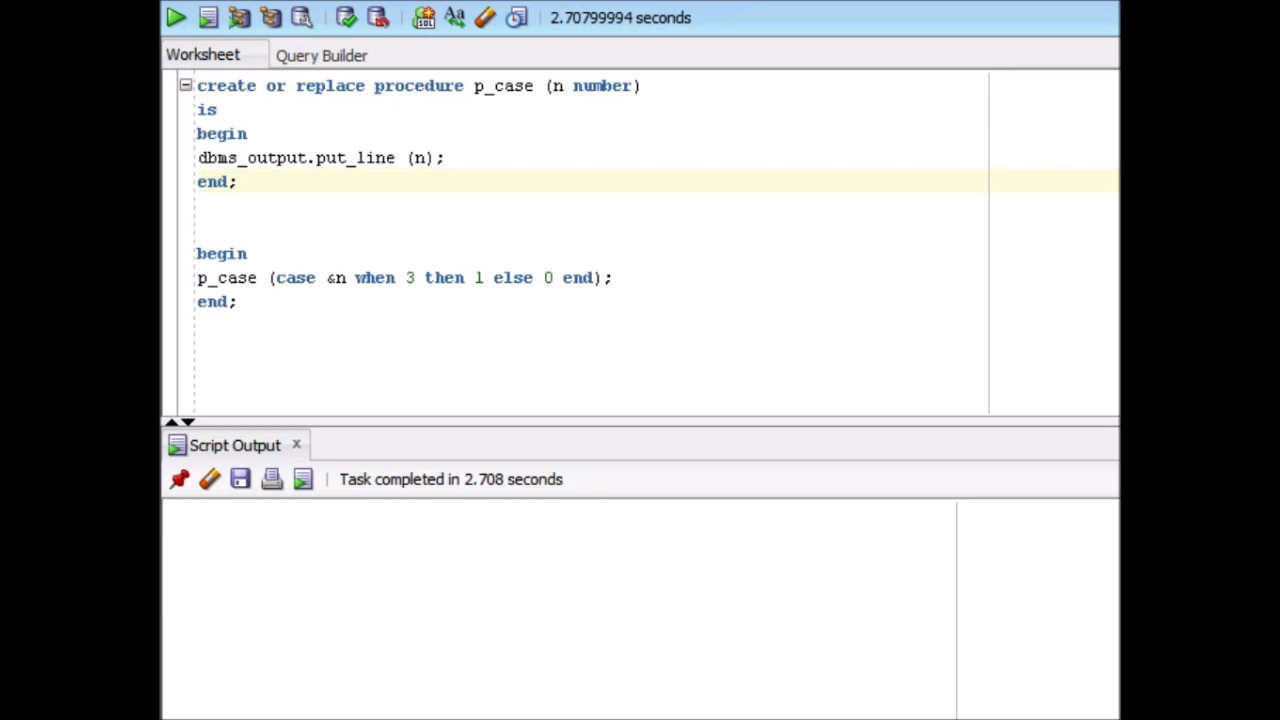 2.70799994 seconds
Worksheet Query Builder
create or replace procedure p_case (n number)
is
begin
dbms_output.put_line (n);
end;
begin
p_case (case &n when 3 then 1 else 0 end);
end;
Script Output x
Task completed in 2.708 seconds